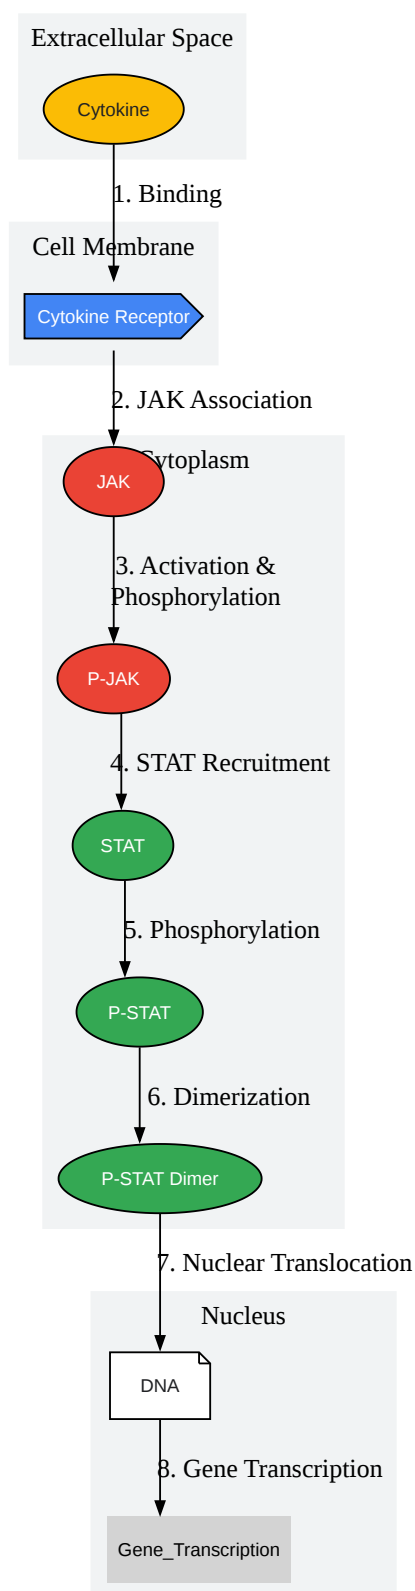 Extracellular Space
Cytokine
1. Binding
Cell Membrane
Cytokine Receptor
2. JAK Association
Cytoplasm
JAK
3. Activation &
Phosphorylation
P-JAK
4. STAT Recruitment
STAT
5. Phosphorylation
P-STAT
6. Dimerization
P-STAT Dimer
7. Nuclear Translocation
Nucleus
DNA
8. Gene Transcription
Gene_Transcription